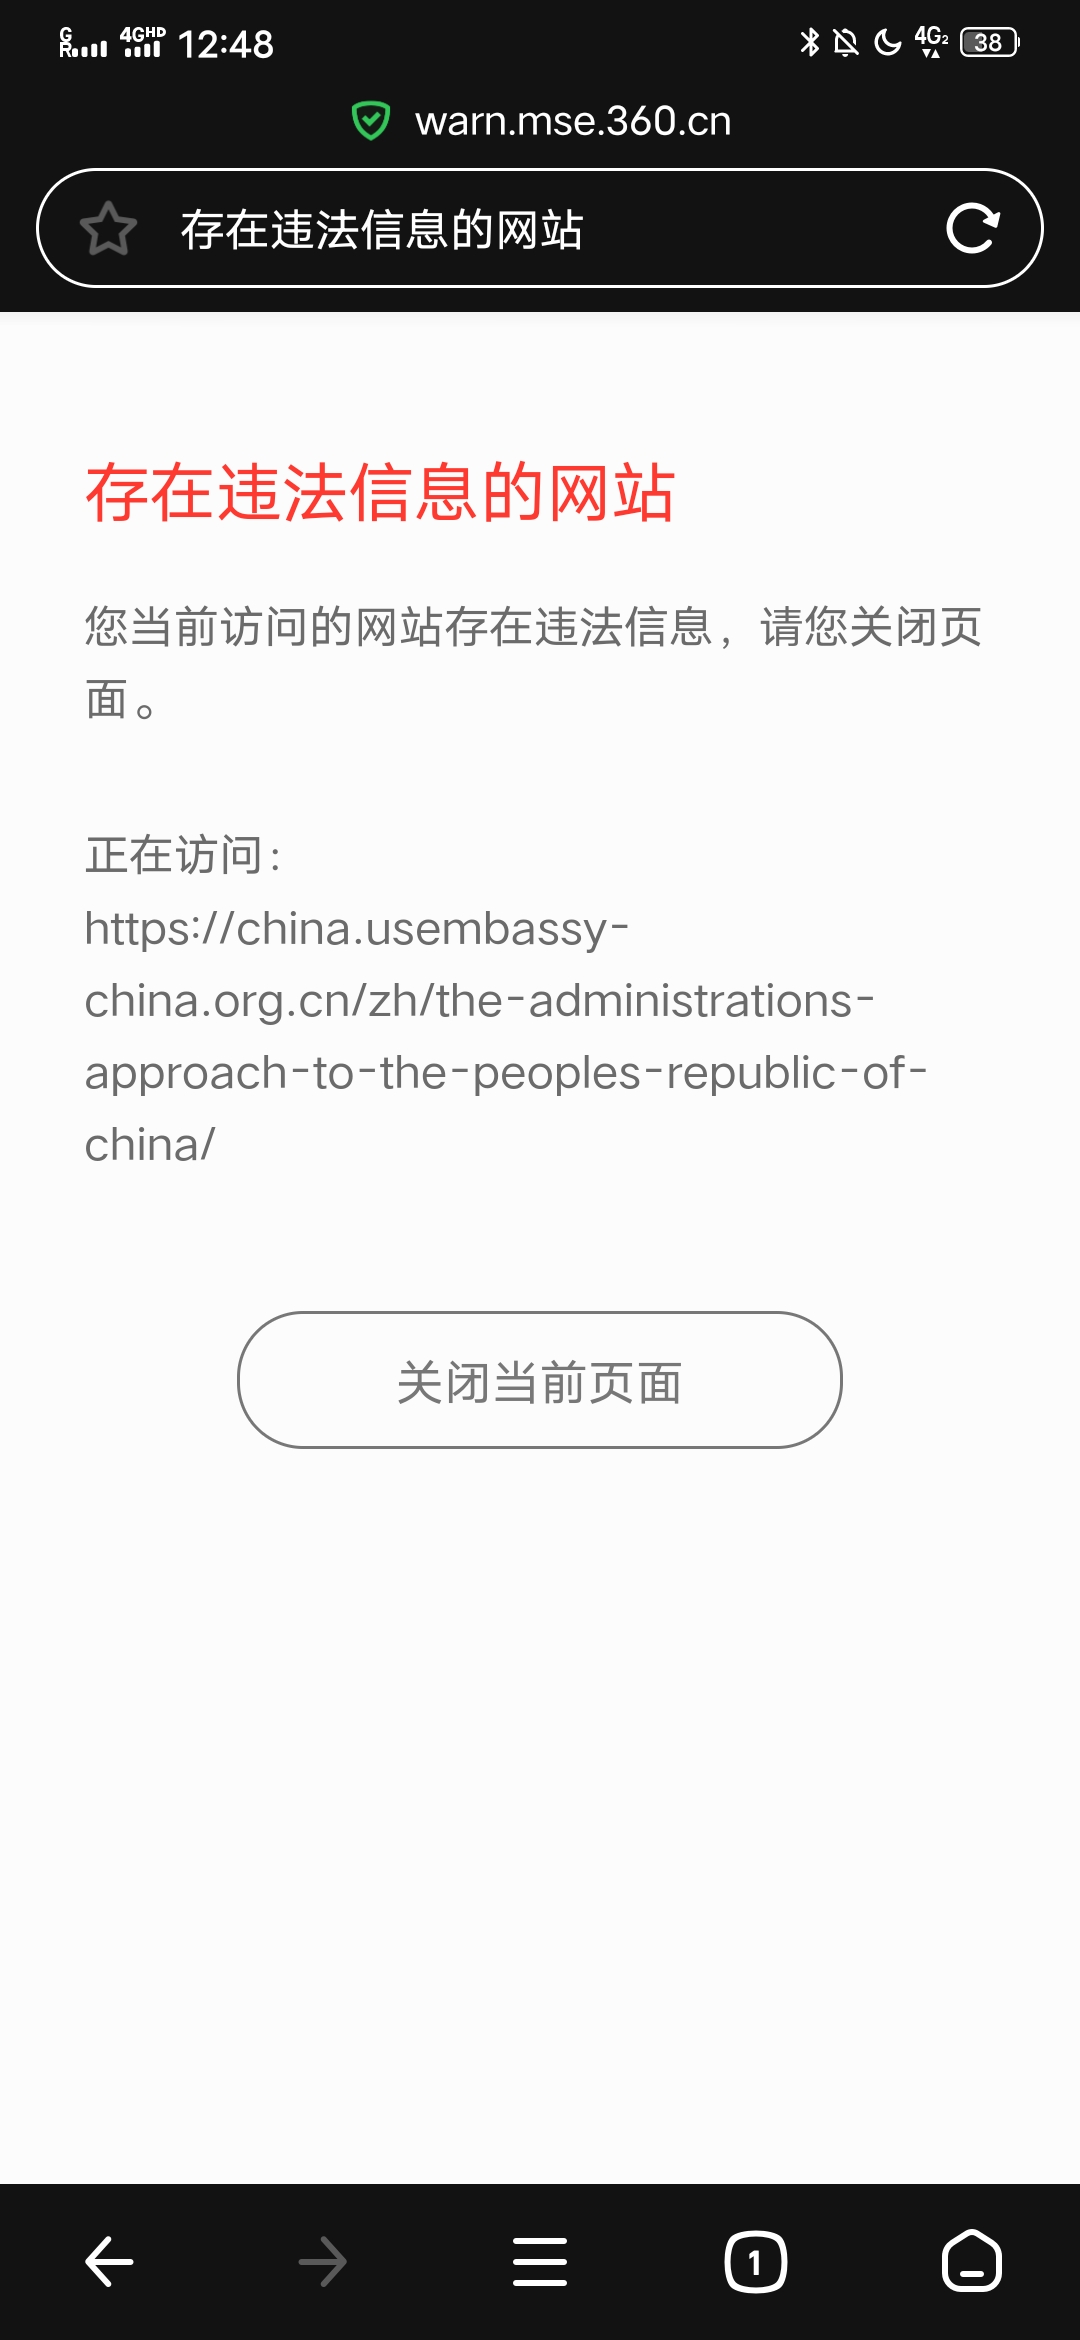 GR 4GHD 12:48 4G2 38
warn.mse.360.cn
存在违法信息的网站
存在违法信息的网站
您当前访问的网站存在违法信息，请您关闭页
面。
正在访问：
https://china.usembassy-
china.org.cn/zh/the-administrations-
approach-to-the-peoples-republic-of-
china/
关闭当前页面
1